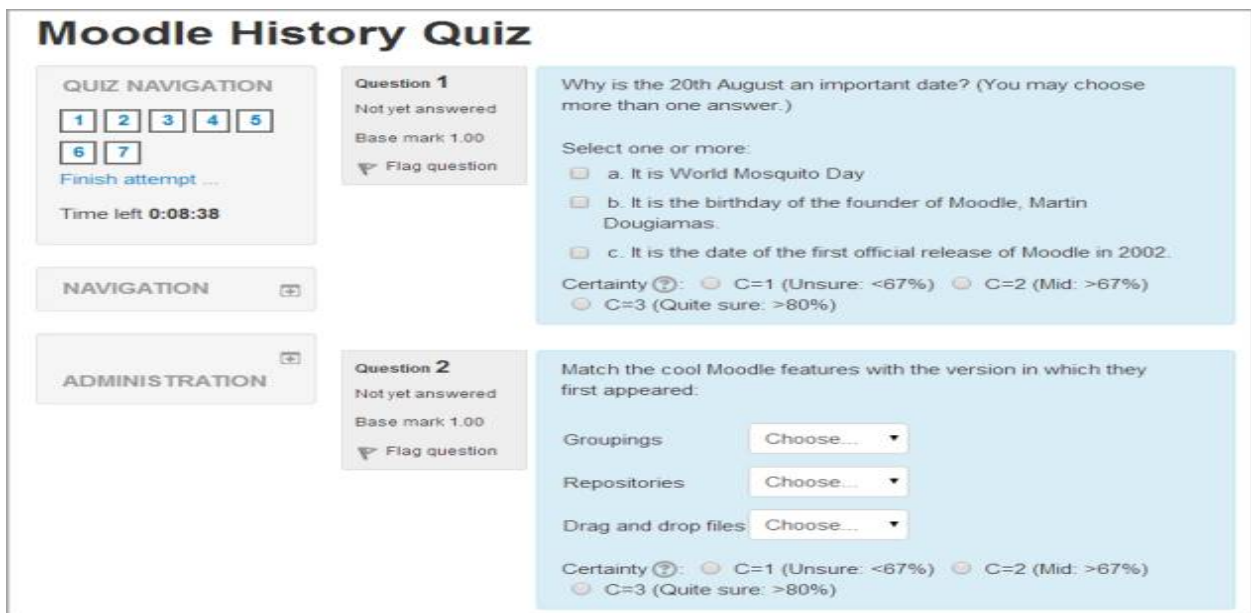 Moodle History Quiz
QUIZ NAVIGATION
1 2 3 4 5
6 7
Finish attempt ...
Time left 0:08:38
NAVIGATION
ADMINISTRATION
Question 1
Not yet answered
Base mark 1.00
Flag question
Why is the 20th August an important date? (You may choose
more than one answer.)
Select one or more:
a. It is World Mosquito Day
b. It is the birthday of the founder of Moodle, Martin
Dougiamas.
c. It is the date of the first official release of Moodle in 2002.
Certainty ?: C=1 (Unsure: <67%) C=2 (Mid: >67%)
C=3 (Quite sure: >80%)
Question 2
Not yet answered
Base mark 1.00
Flag question
Match the cool Moodle features with the version in which they
first appeared:
Groupings Choose...
Repositories Choose...
Drag and drop files Choose...
Certainty ?: C=1 (Unsure: <67%) C=2 (Mid: >67%)
C=3 (Quite sure: >80%)